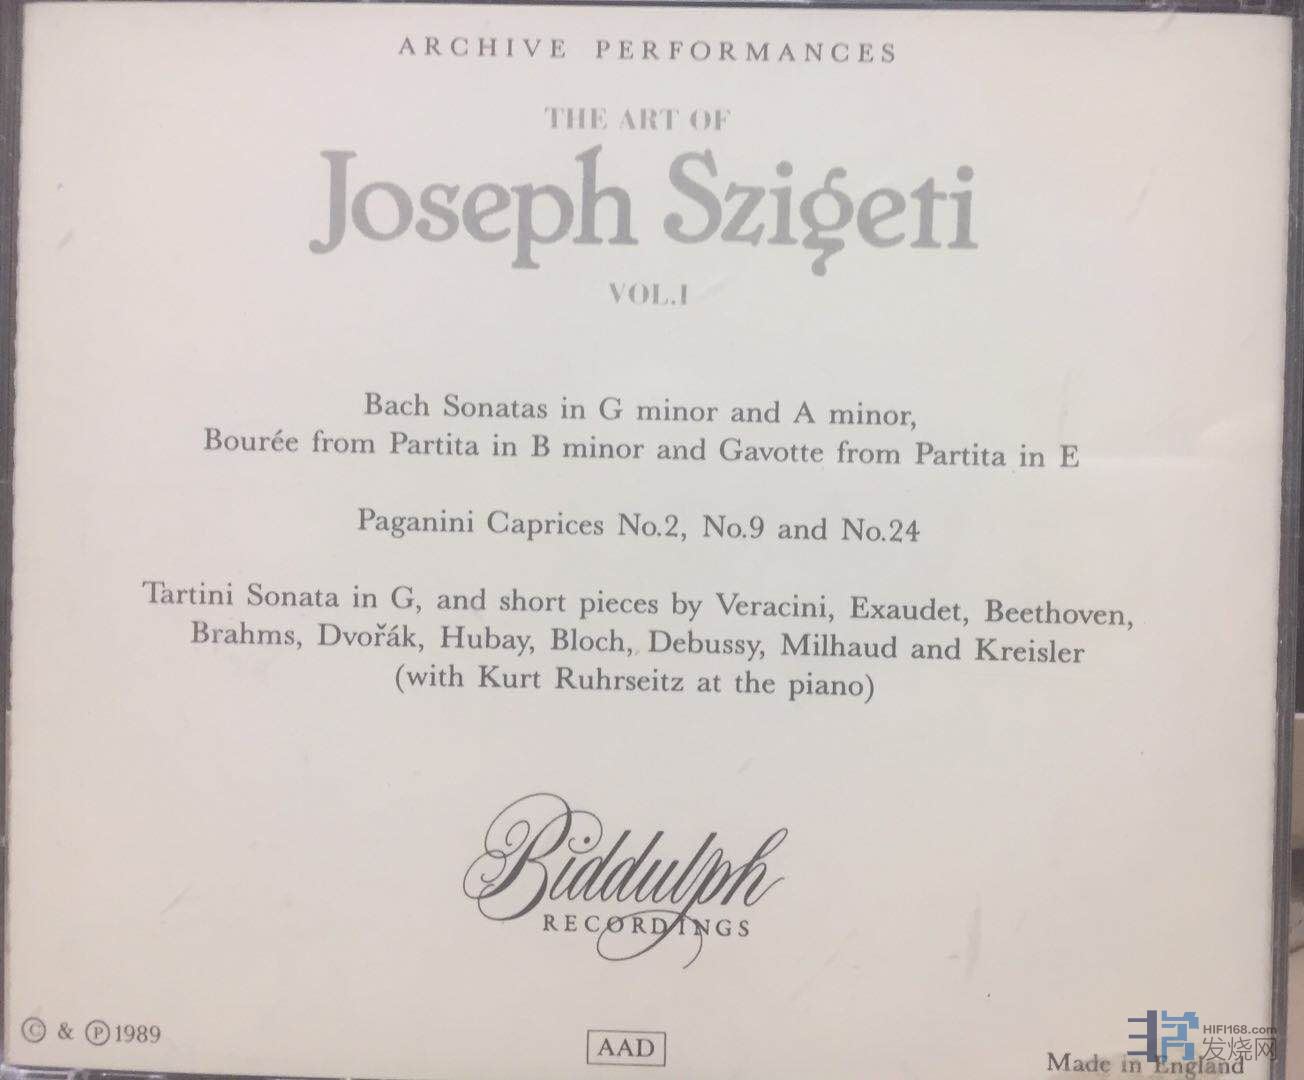 ARCHIVE PERFORMANCES
THE ART OF
Joseph Szigeti
VOL.I
Bach Sonatas in G minor and A minor,
Bourée from Partita in B minor and Gavotte from Partita in E
Paganini Caprices No.2, No.9 and No.24
Tartini Sonata in G, and short pieces by Veracini, Exaudet, Beethoven,
Brahms, Dvořák, Hubay, Bloch, Debussy, Milhaud and Kreisler
(with Kurt Ruhrseitz at the piano)
Biddulph
RECORDINGS
© & ℗ 1989
AAD
Made in England
HIFI168.com
发烧网